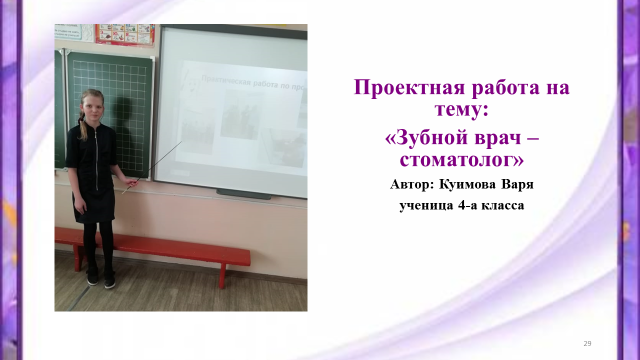 Проектная работа на
тему:
«Зубной врач –
стоматолог»
Автор: Куимова Варя
ученица 4-а класса
29